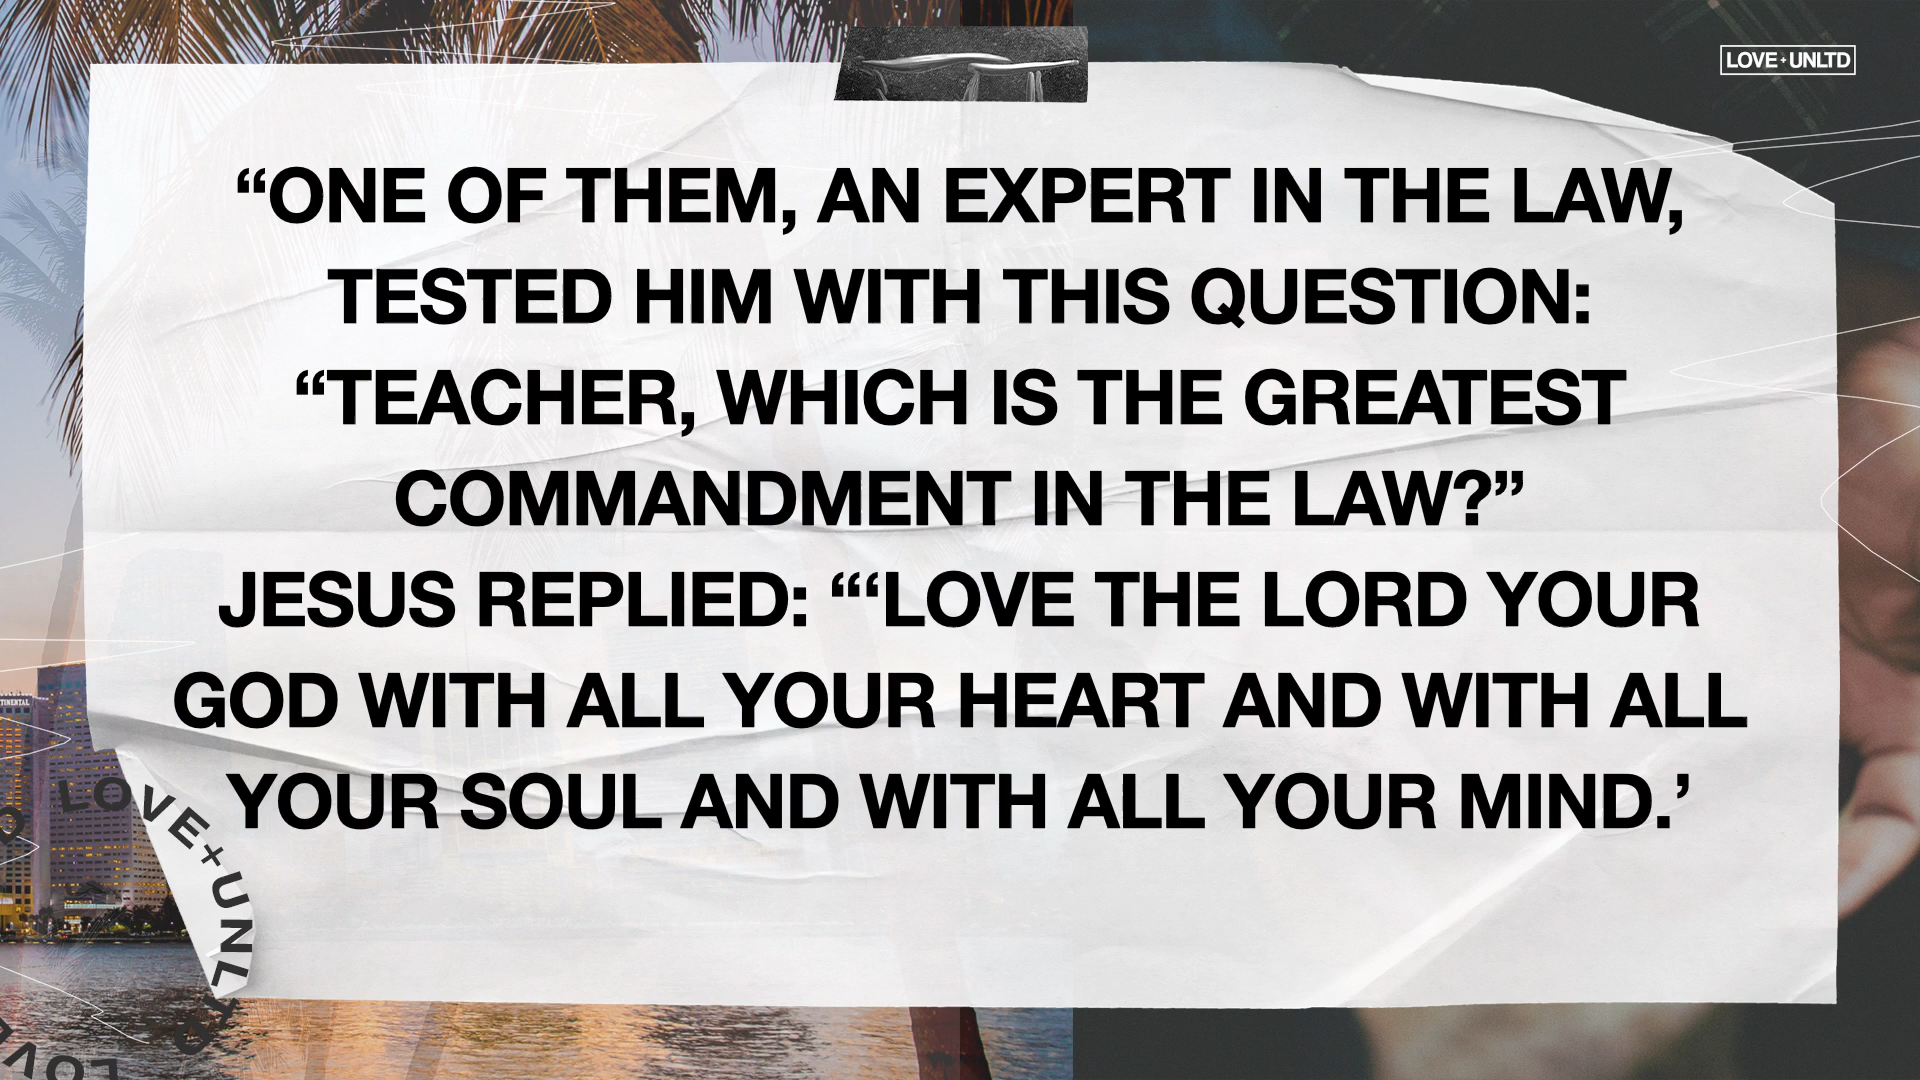 LOVE+UNLTD
“ONE OF THEM, AN EXPERT IN THE LAW,
TESTED HIM WITH THIS QUESTION:
“TEACHER, WHICH IS THE GREATEST
COMMANDMENT IN THE LAW?”
JESUS REPLIED: “‘LOVE THE LORD YOUR
GOD WITH ALL YOUR HEART AND WITH ALL
YOUR SOUL AND WITH ALL YOUR MIND.’
LOVE+UNLTD
LOVE